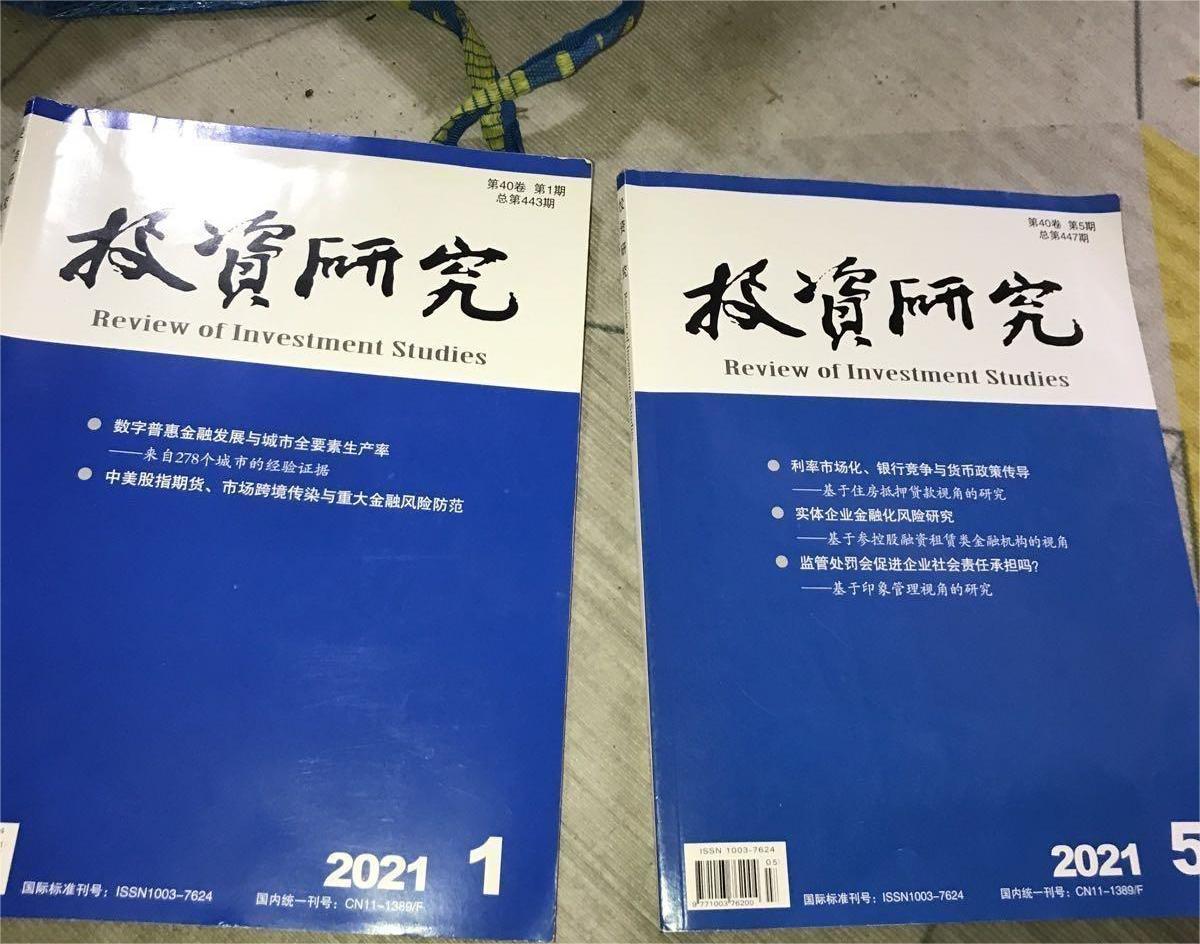 第40卷 第1期
总第443期
投資研究
Review of Investment Studies
数字普惠金融发展与城市全要素生产率
——来自278个城市的经验证据
中美股指期货、市场跨境传染与重大金融风险防范
2021 1
国际标准刊号：ISSN1003-7624
国内统一刊号：CN11-1389/F
第40卷 第5期
总第447期
投資研究
Review of Investment Studies
利率市场化、银行竞争与货币政策传导
——基于住房抵押贷款视角的研究
实体企业金融化风险研究
——基于参控股融资租赁类金融机构的视角
监管处罚会促进企业社会责任承担吗?
——基于印象管理视角的研究
2021 5
ISSN 1003-7624
05
9 771003 76200
国际标准刊号：ISSN1003-7624
国内统一刊号：CN11-1389/F